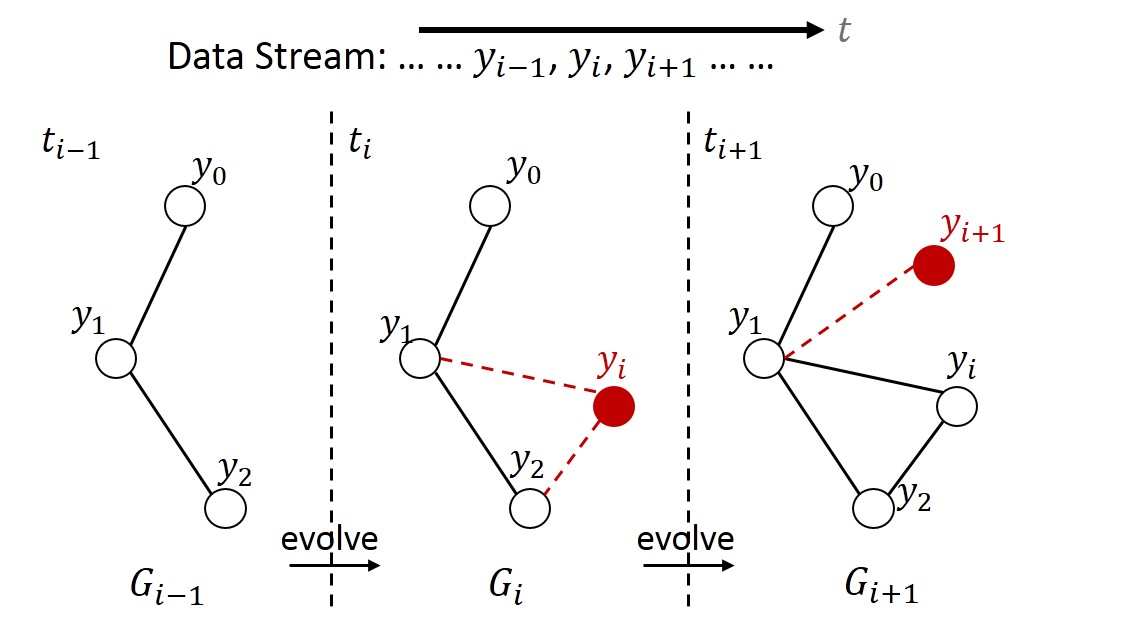 t
Data Stream: … … y_{i−1}, y_i, y_{i+1} … …
t_{i−1}
y_0
y_1
y_2
G_{i−1}
evolve
t_i
y_0
y_1
y_i
y_2
G_i
evolve
t_{i+1}
y_0
y_{i+1}
y_1
y_i
y_2
G_{i+1}